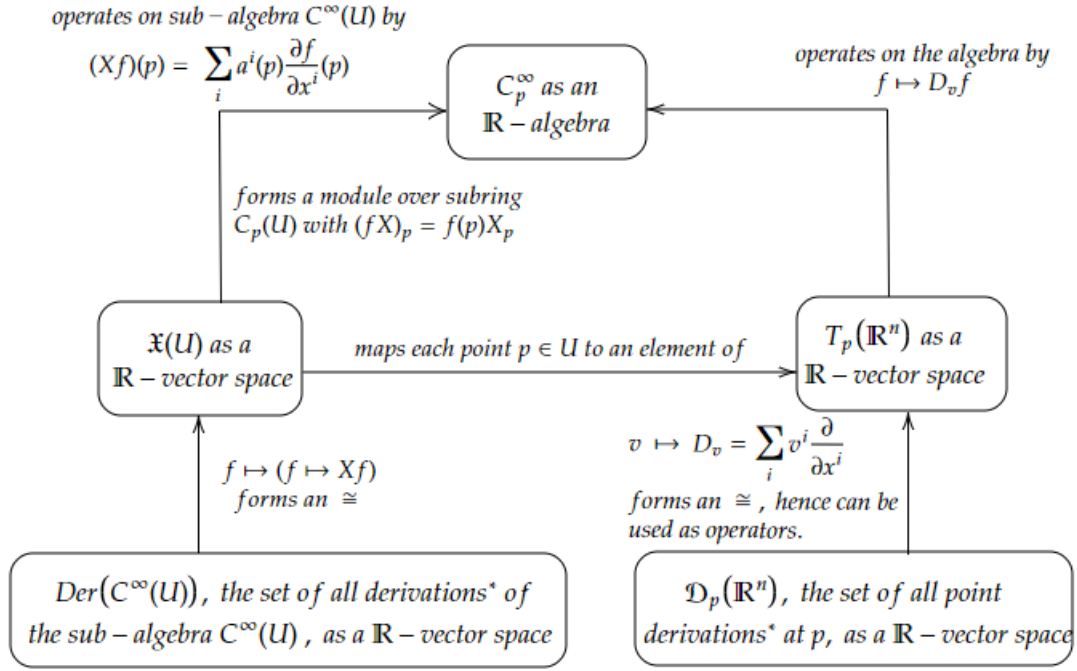 operates on sub – algebra C^∞(U) by
(Xf)(p) = ∑_i a^i(p) ∂f/∂x^i (p)
operates on the algebra by
f ↦ D_v f
C_p^∞ as an
ℝ – algebra
forms a module over subring
C_p(U) with (fX)_p = f(p)X_p
𝔛(U) as a
ℝ – vector space
maps each point p ∈ U to an element of
T_p(ℝ^n) as a
ℝ – vector space
f ↦ (f ↦ Xf)
forms an ≅
v ↦ D_v = ∑_i v^i ∂/∂x^i
forms an ≅ , hence can be
used as operators.
Der(C^∞(U)), the set of all derivations* of
the sub – algebra C^∞(U) , as a ℝ – vector space
𝔇_p(ℝ^n), the set of all point
derivations* at p, as a ℝ – vector space